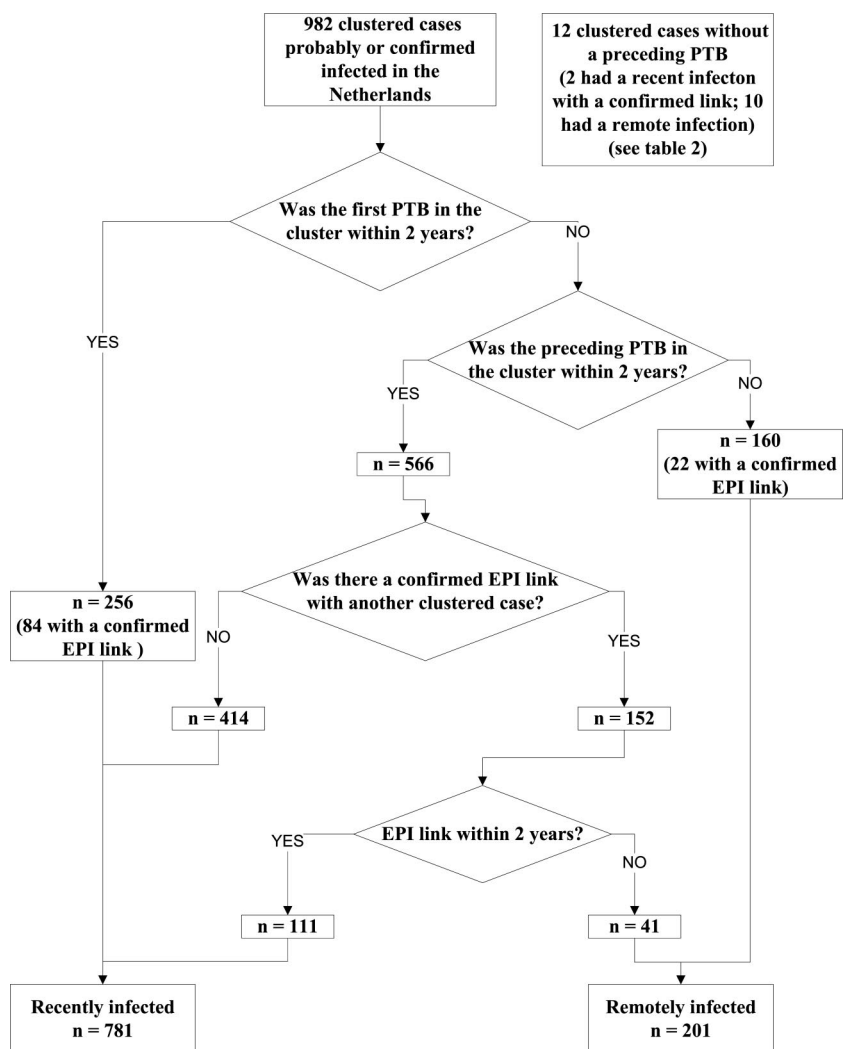 982 clustered cases
probably or confirmed
infected in the
Netherlands
12 clustered cases without
a preceding PTB
(2 had a recent infecton
with a confirmed link; 10
had a remote infection)
(see table 2)
Was the first PTB in the
cluster within 2 years?
NO
YES
Was the preceding PTB in
the cluster within 2 years?
YES
NO
n = 566
n = 160
(22 with a confirmed
EPI link)
Was there a confirmed EPI link
with another clustered case?
n = 256
(84 with a confirmed
EPI link )
NO
YES
n = 414
n = 152
EPI link within 2 years?
YES
NO
n = 111
n = 41
Recently infected
n = 781
Remotely infected
n = 201